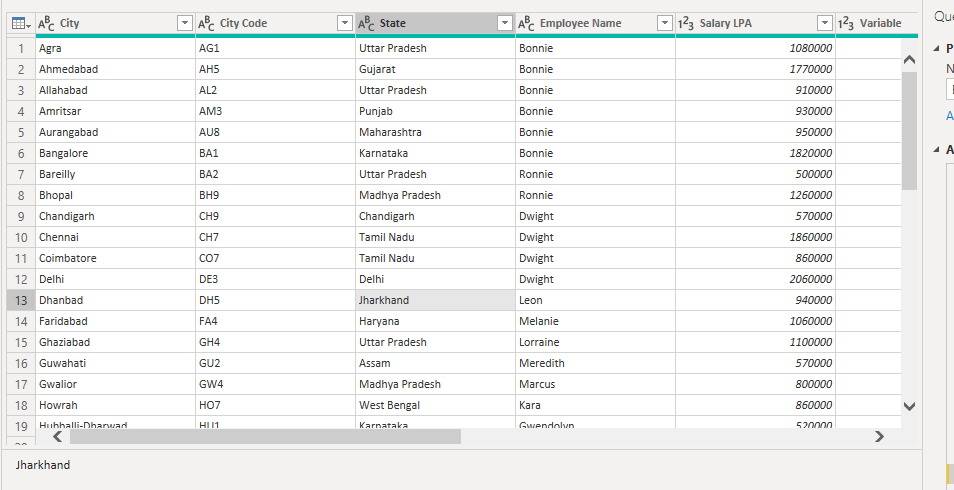 City City Code State Employee Name Salary LPA Variable
1 Agra AG1 Uttar Pradesh Bonnie 1080000
2 Ahmedabad AH5 Gujarat Bonnie 1770000
3 Allahabad AL2 Uttar Pradesh Bonnie 910000
4 Amritsar AM3 Punjab Bonnie 930000
5 Aurangabad AU8 Maharashtra Bonnie 950000
6 Bangalore BA1 Karnataka Bonnie 1820000
7 Bareilly BA2 Uttar Pradesh Ronnie 500000
8 Bhopal BH9 Madhya Pradesh Ronnie 1260000
9 Chandigarh CH9 Chandigarh Dwight 570000
10 Chennai CH7 Tamil Nadu Dwight 1860000
11 Coimbatore CO7 Tamil Nadu Dwight 860000
12 Delhi DE3 Delhi Dwight 2060000
13 Dhanbad DH5 Jharkhand Leon 940000
14 Faridabad FA4 Haryana Melanie 1060000
15 Ghaziabad GH4 Uttar Pradesh Lorraine 1100000
16 Guwahati GU2 Assam Meredith 570000
17 Gwalior GW4 Madhya Pradesh Marcus 800000
18 Howrah HO7 West Bengal Kara 860000
19 Hubballi-Dharwad HU1 Karnataka Gwendolyn 520000
Jharkhand